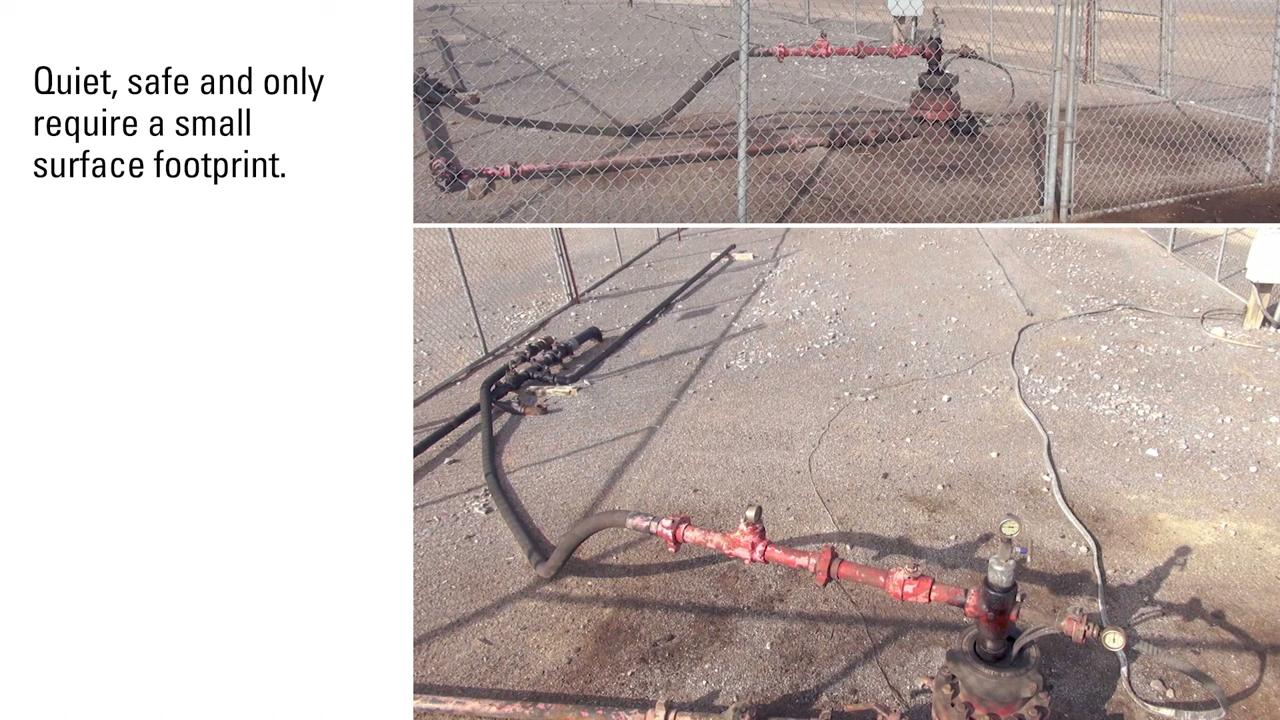 Quiet, safe and only
require a small
surface footprint.